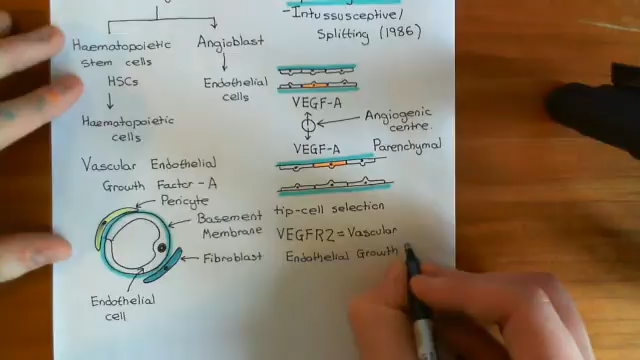 -Intussusceptive/
Splitting (1986)
Haematopoietic
Stem cells
HSCs
Haematopoietic
cells
Angioblast
Endothelial
cells
VEGF-A
Angiogenic
centre.
VEGF-A
Parenchymal
Vascular Endothelial
Growth Factor-A
Pericyte
Basement
Membrane
Fibroblast
Endothelial
cell
tip-cell selection
VEGFR2 = Vascular
Endothelial Growth